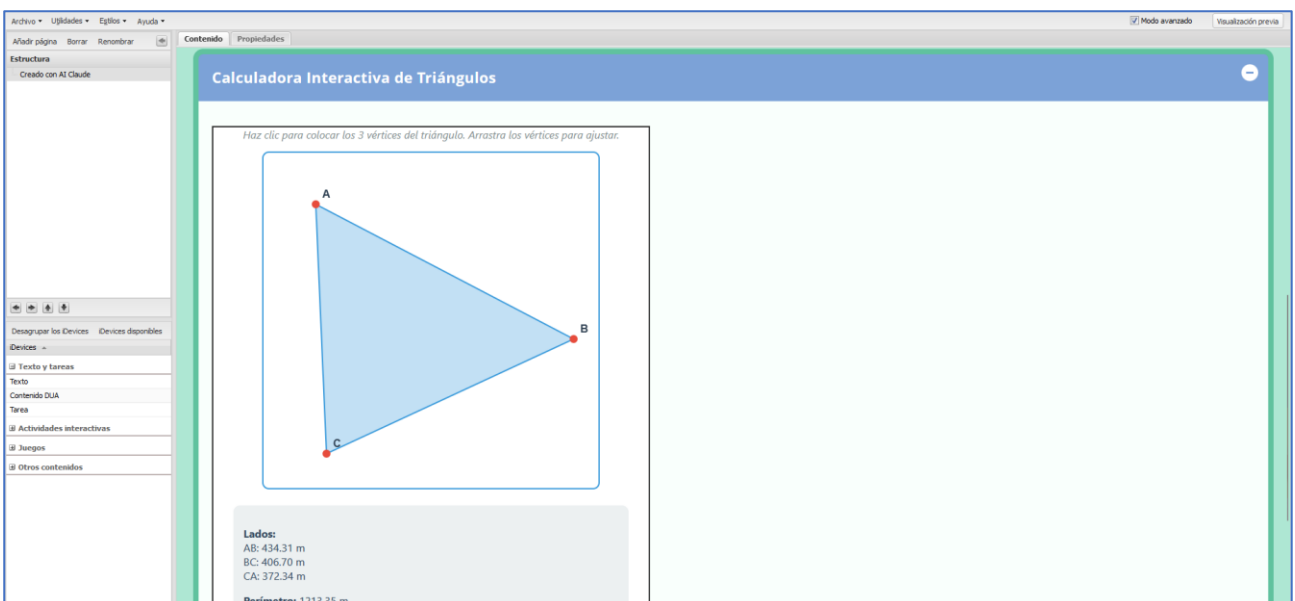 Archivo Utilidades Estilos Ayuda Modo avanzado Visualización previa
Añadir página Borrar Renombrar
Contenido Propiedades
Estructura
Creado con AI Claude
Desagrupar los iDevices iDevices disponibles
iDevices
Texto y tareas
Texto
Contenido DUA
Tarea
Actividades interactivas
Juegos
Otros contenidos
Calculadora Interactiva de Triángulos
Haz clic para colocar los 3 vértices del triángulo. Arrastra los vértices para ajustar.
A
B
C
Lados:
AB: 434.31 m
BC: 406.70 m
CA: 372.34 m
Perímetro: 1213.35 m